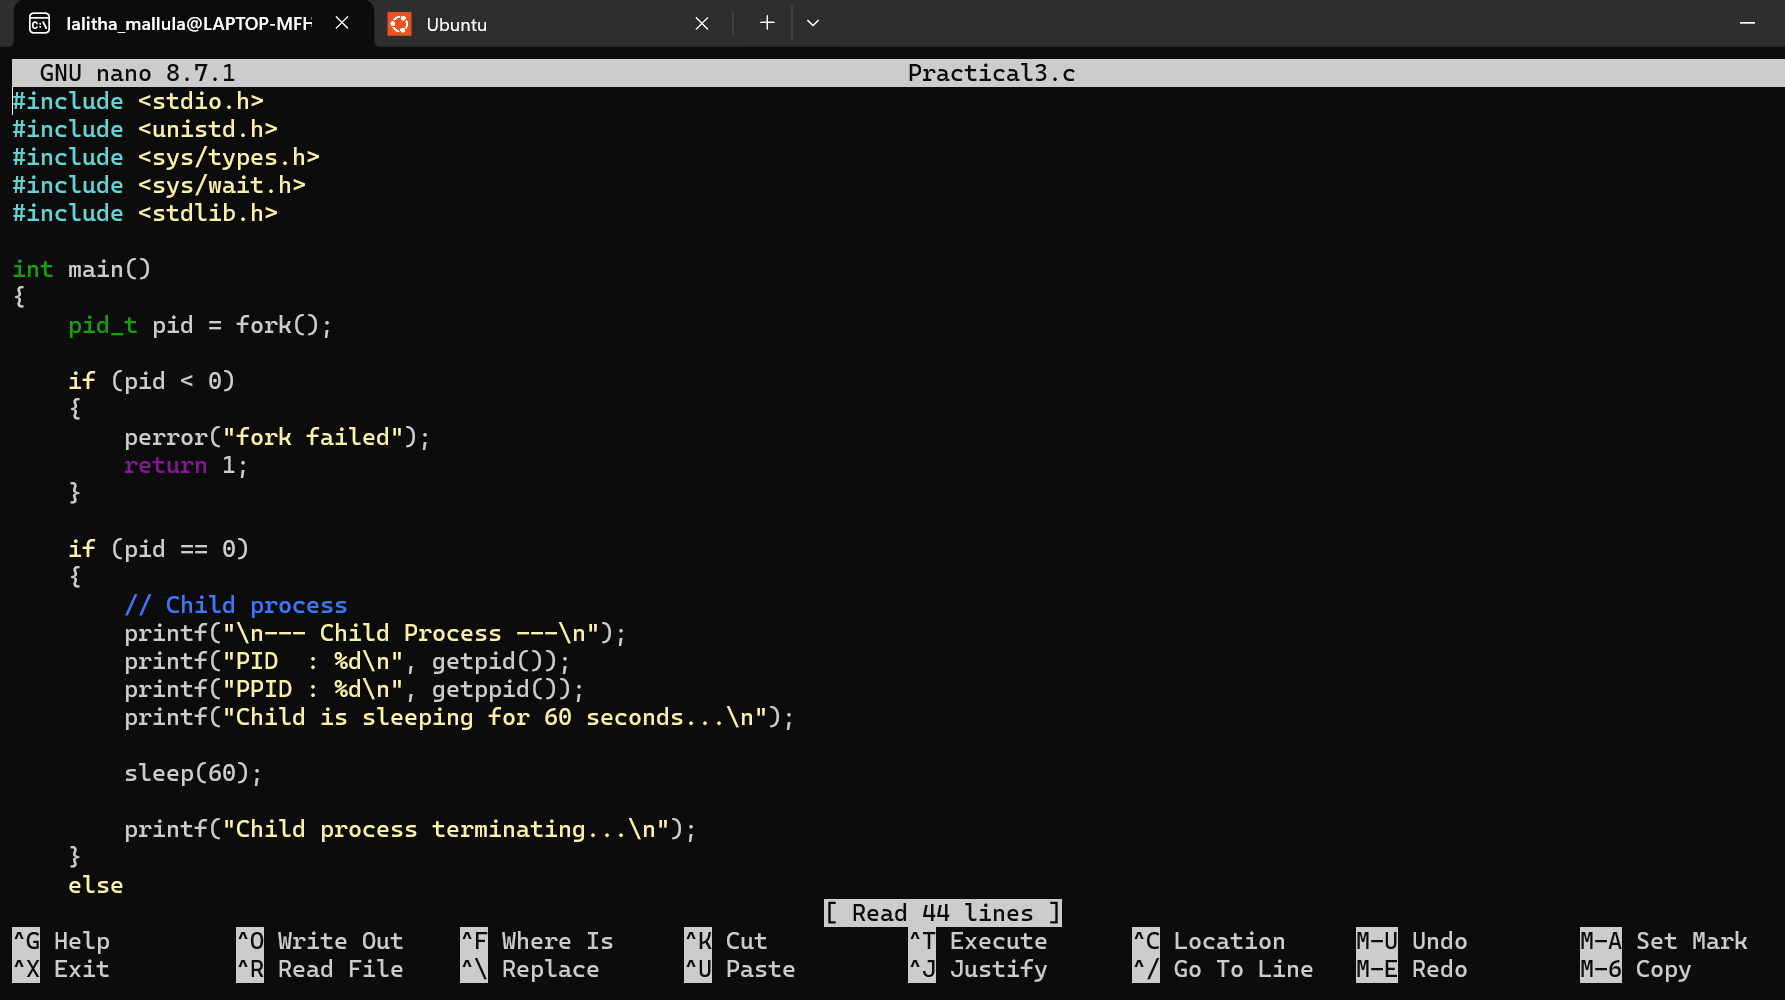 lalitha_mallula@LAPTOP-MFH
Ubuntu
GNU nano 8.7.1 Practical3.c
#include <stdio.h>
#include <unistd.h>
#include <sys/types.h>
#include <sys/wait.h>
#include <stdlib.h>

int main()
{
    pid_t pid = fork();

    if (pid < 0)
    {
        perror("fork failed");
        return 1;
    }

    if (pid == 0)
    {
        // Child process
        printf("\n--- Child Process ---\n");
        printf("PID  : %d\n", getpid());
        printf("PPID : %d\n", getppid());
        printf("Child is sleeping for 60 seconds...\n");

        sleep(60);

        printf("Child process terminating...\n");
    }
    else
[ Read 44 lines ]
^G Help ^O Write Out ^F Where Is ^K Cut ^T Execute ^C Location M-U Undo M-A Set Mark
^X Exit ^R Read File ^\ Replace ^U Paste ^J Justify ^/ Go To Line M-E Redo M-6 Copy